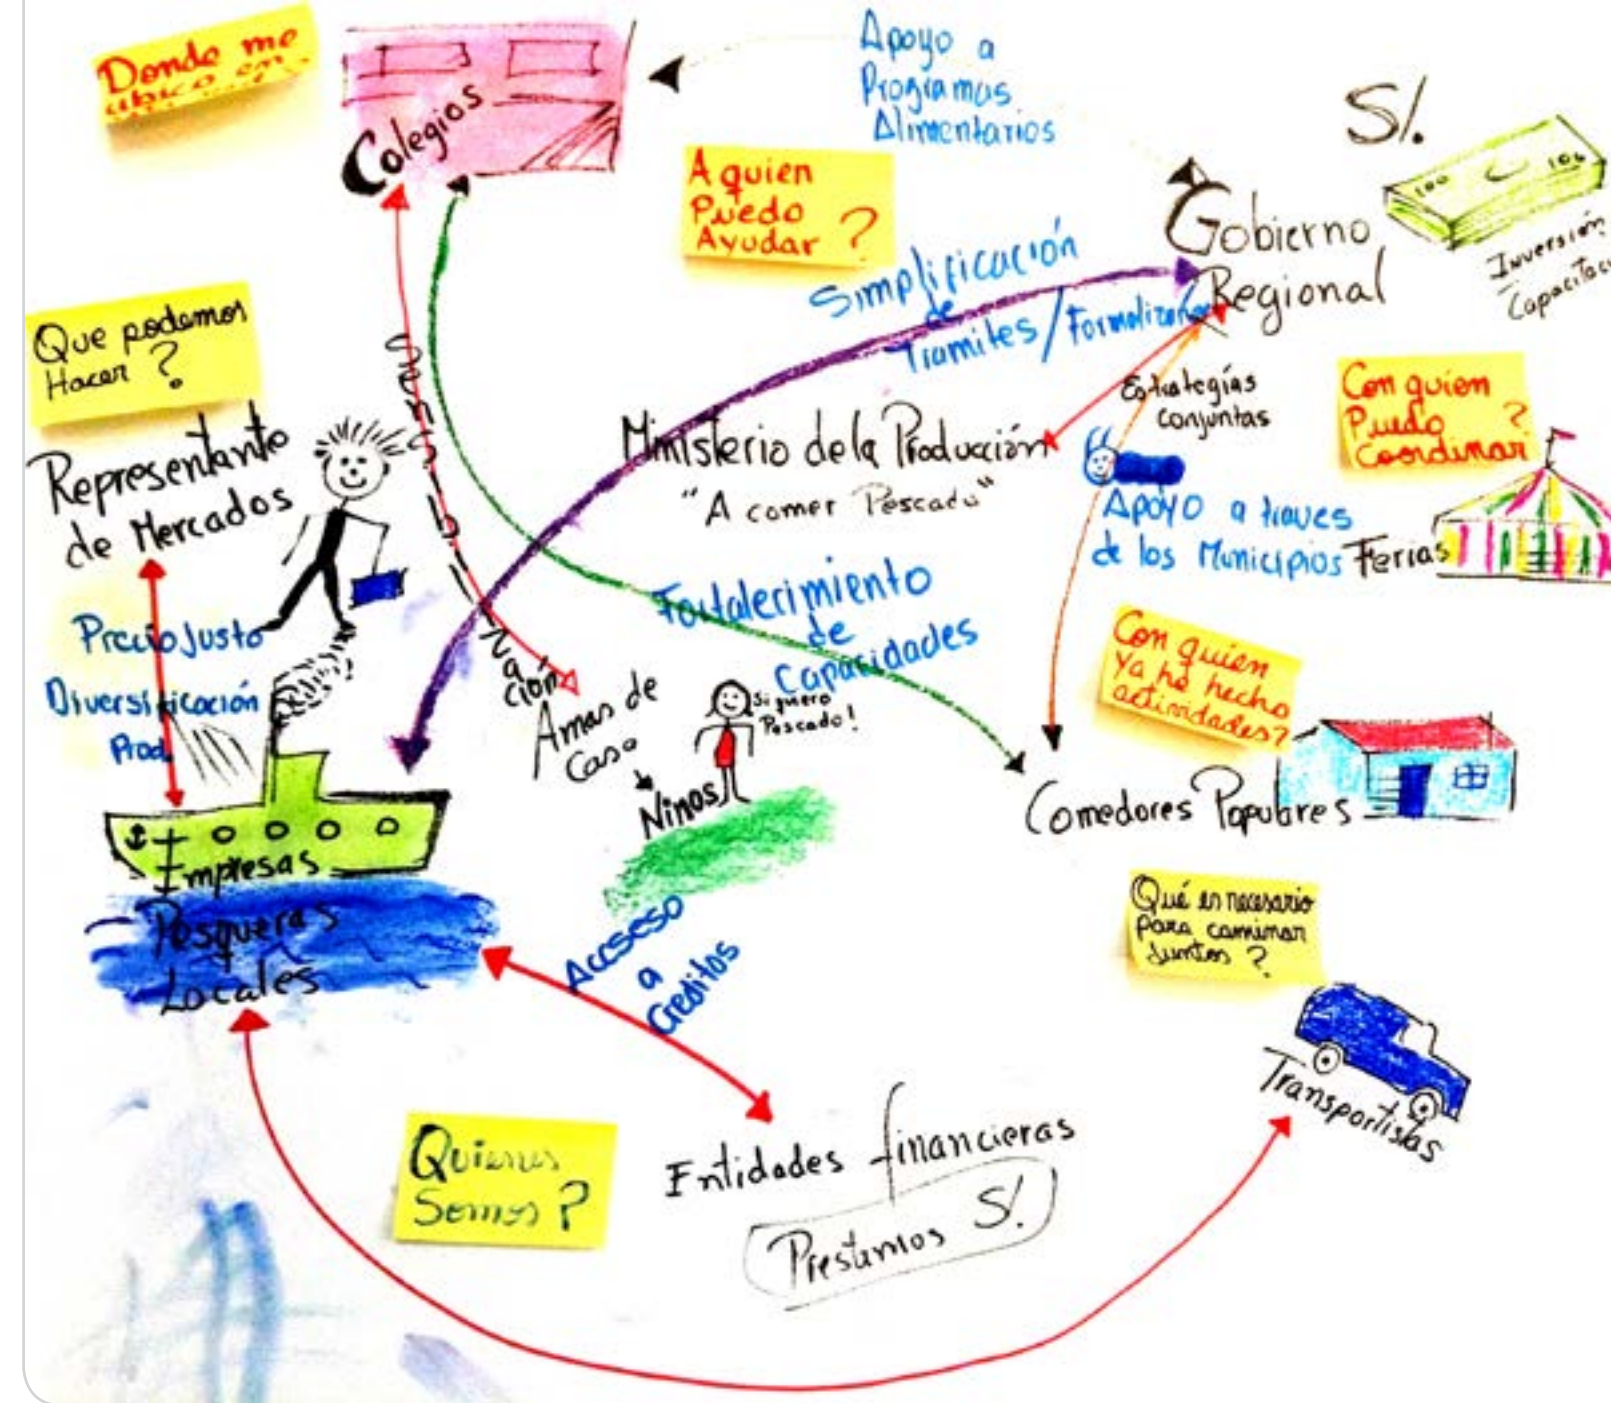 Donde me
ubico en
Colegios
Apoyo a
Programas
Alimentarios
S/.
100
100
Inversión
A quien
Puedo
Ayudar ?
Gobierno
Regional
Simplificación
de
Tramites/Formalización
Que podemos
Hacer ?
Estrategias
conjuntas
Con quien
Puedo ?
Coordinar
Representante
de Mercados
Ministerio de la Producción
"A comer Pescado"
Apoyo a traves
de los Municipios
Ferias
Precio Justo
Diversificación
Prod.
Fortalecimiento
de
Capacidades
Con quien
ya he hecho
actividades?
Amas de
Casa
Si quiero
Pescado!
Ninos
Comedores Populares
Empresas
Pesqueras
Locales
Acseso
a
Creditos
Qué es necesario
para caminar
Juntos ?
Transportistas
Quienes
Somos ?
Entidades financieras
Prestamos S/.